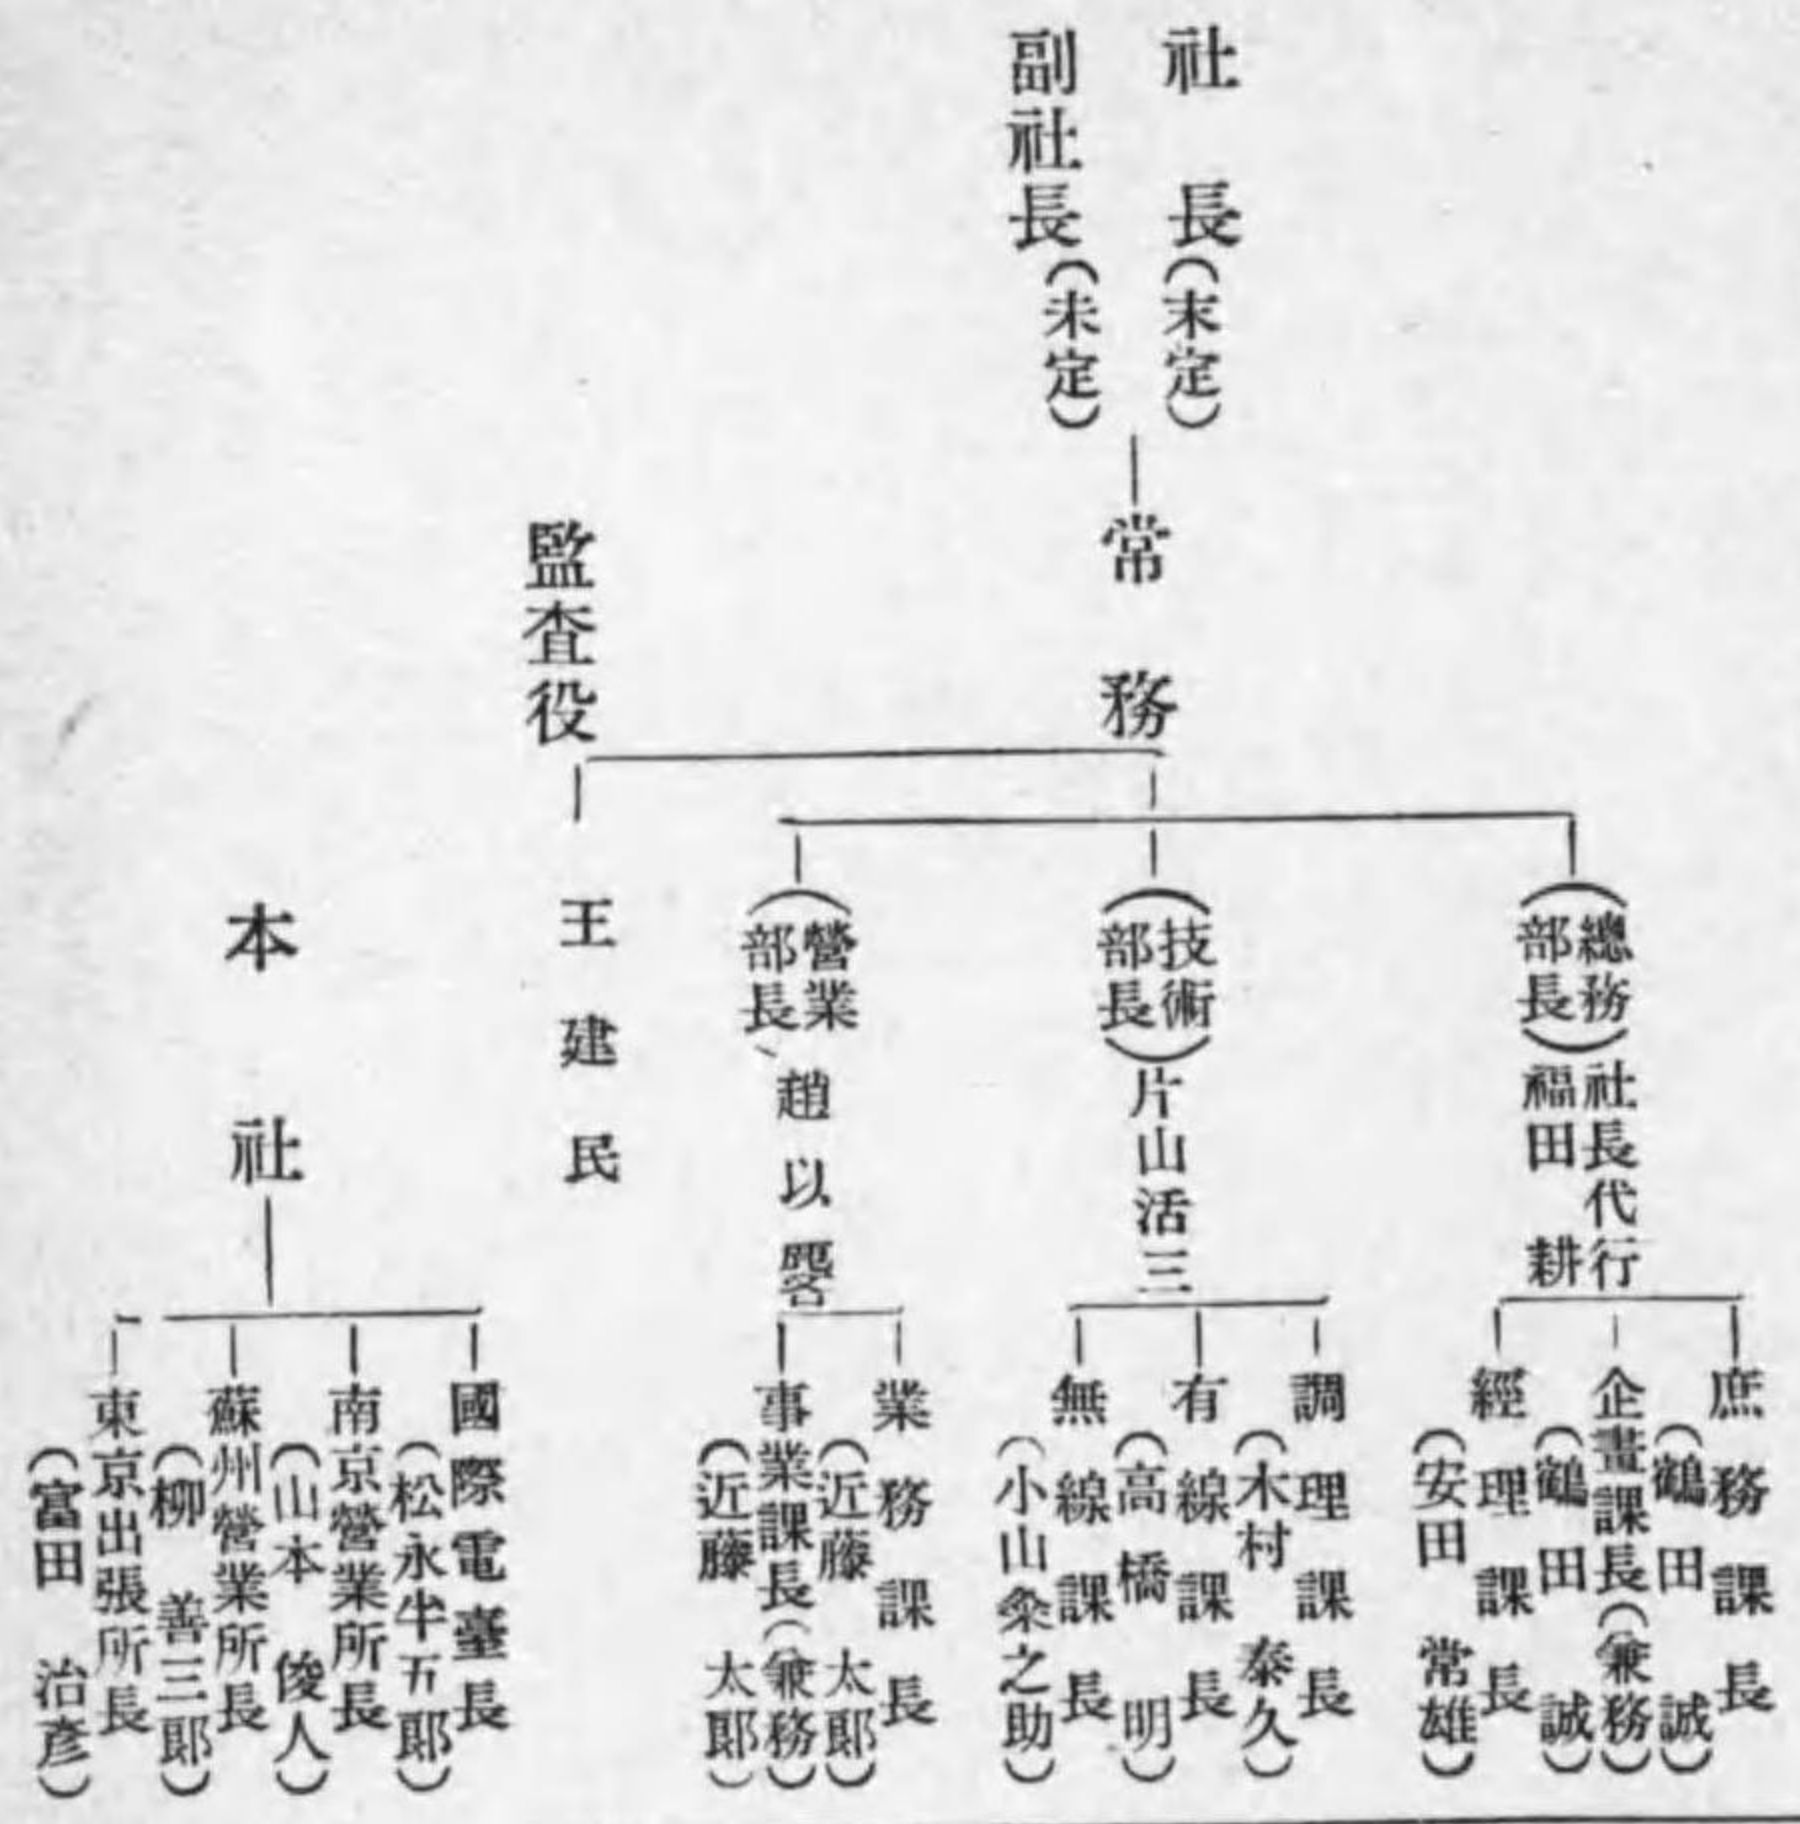 社長(末定)
副社長(未定)
常務
監査役
(總務部長)社長代行
福田耕
(技術部長)片山活三
(營業部長)趙以
王建民
本社
庶務課長
(鶴田誠)
企畫課長(兼務)
(鶴田誠)
經理課長
(安田常雄)
調理課長
(木村泰久)
有線課長
(高橋明)
無線課長
(小山粂之助)
業務課長
(近藤太郎)
事業課長(兼務)
(近藤太郎)
國際電臺長
(松永半五郎)
南京營業所長
(山本俊人)
蘇州營業所長
(柳善三郎)
東京出張所長
(富田治彦)